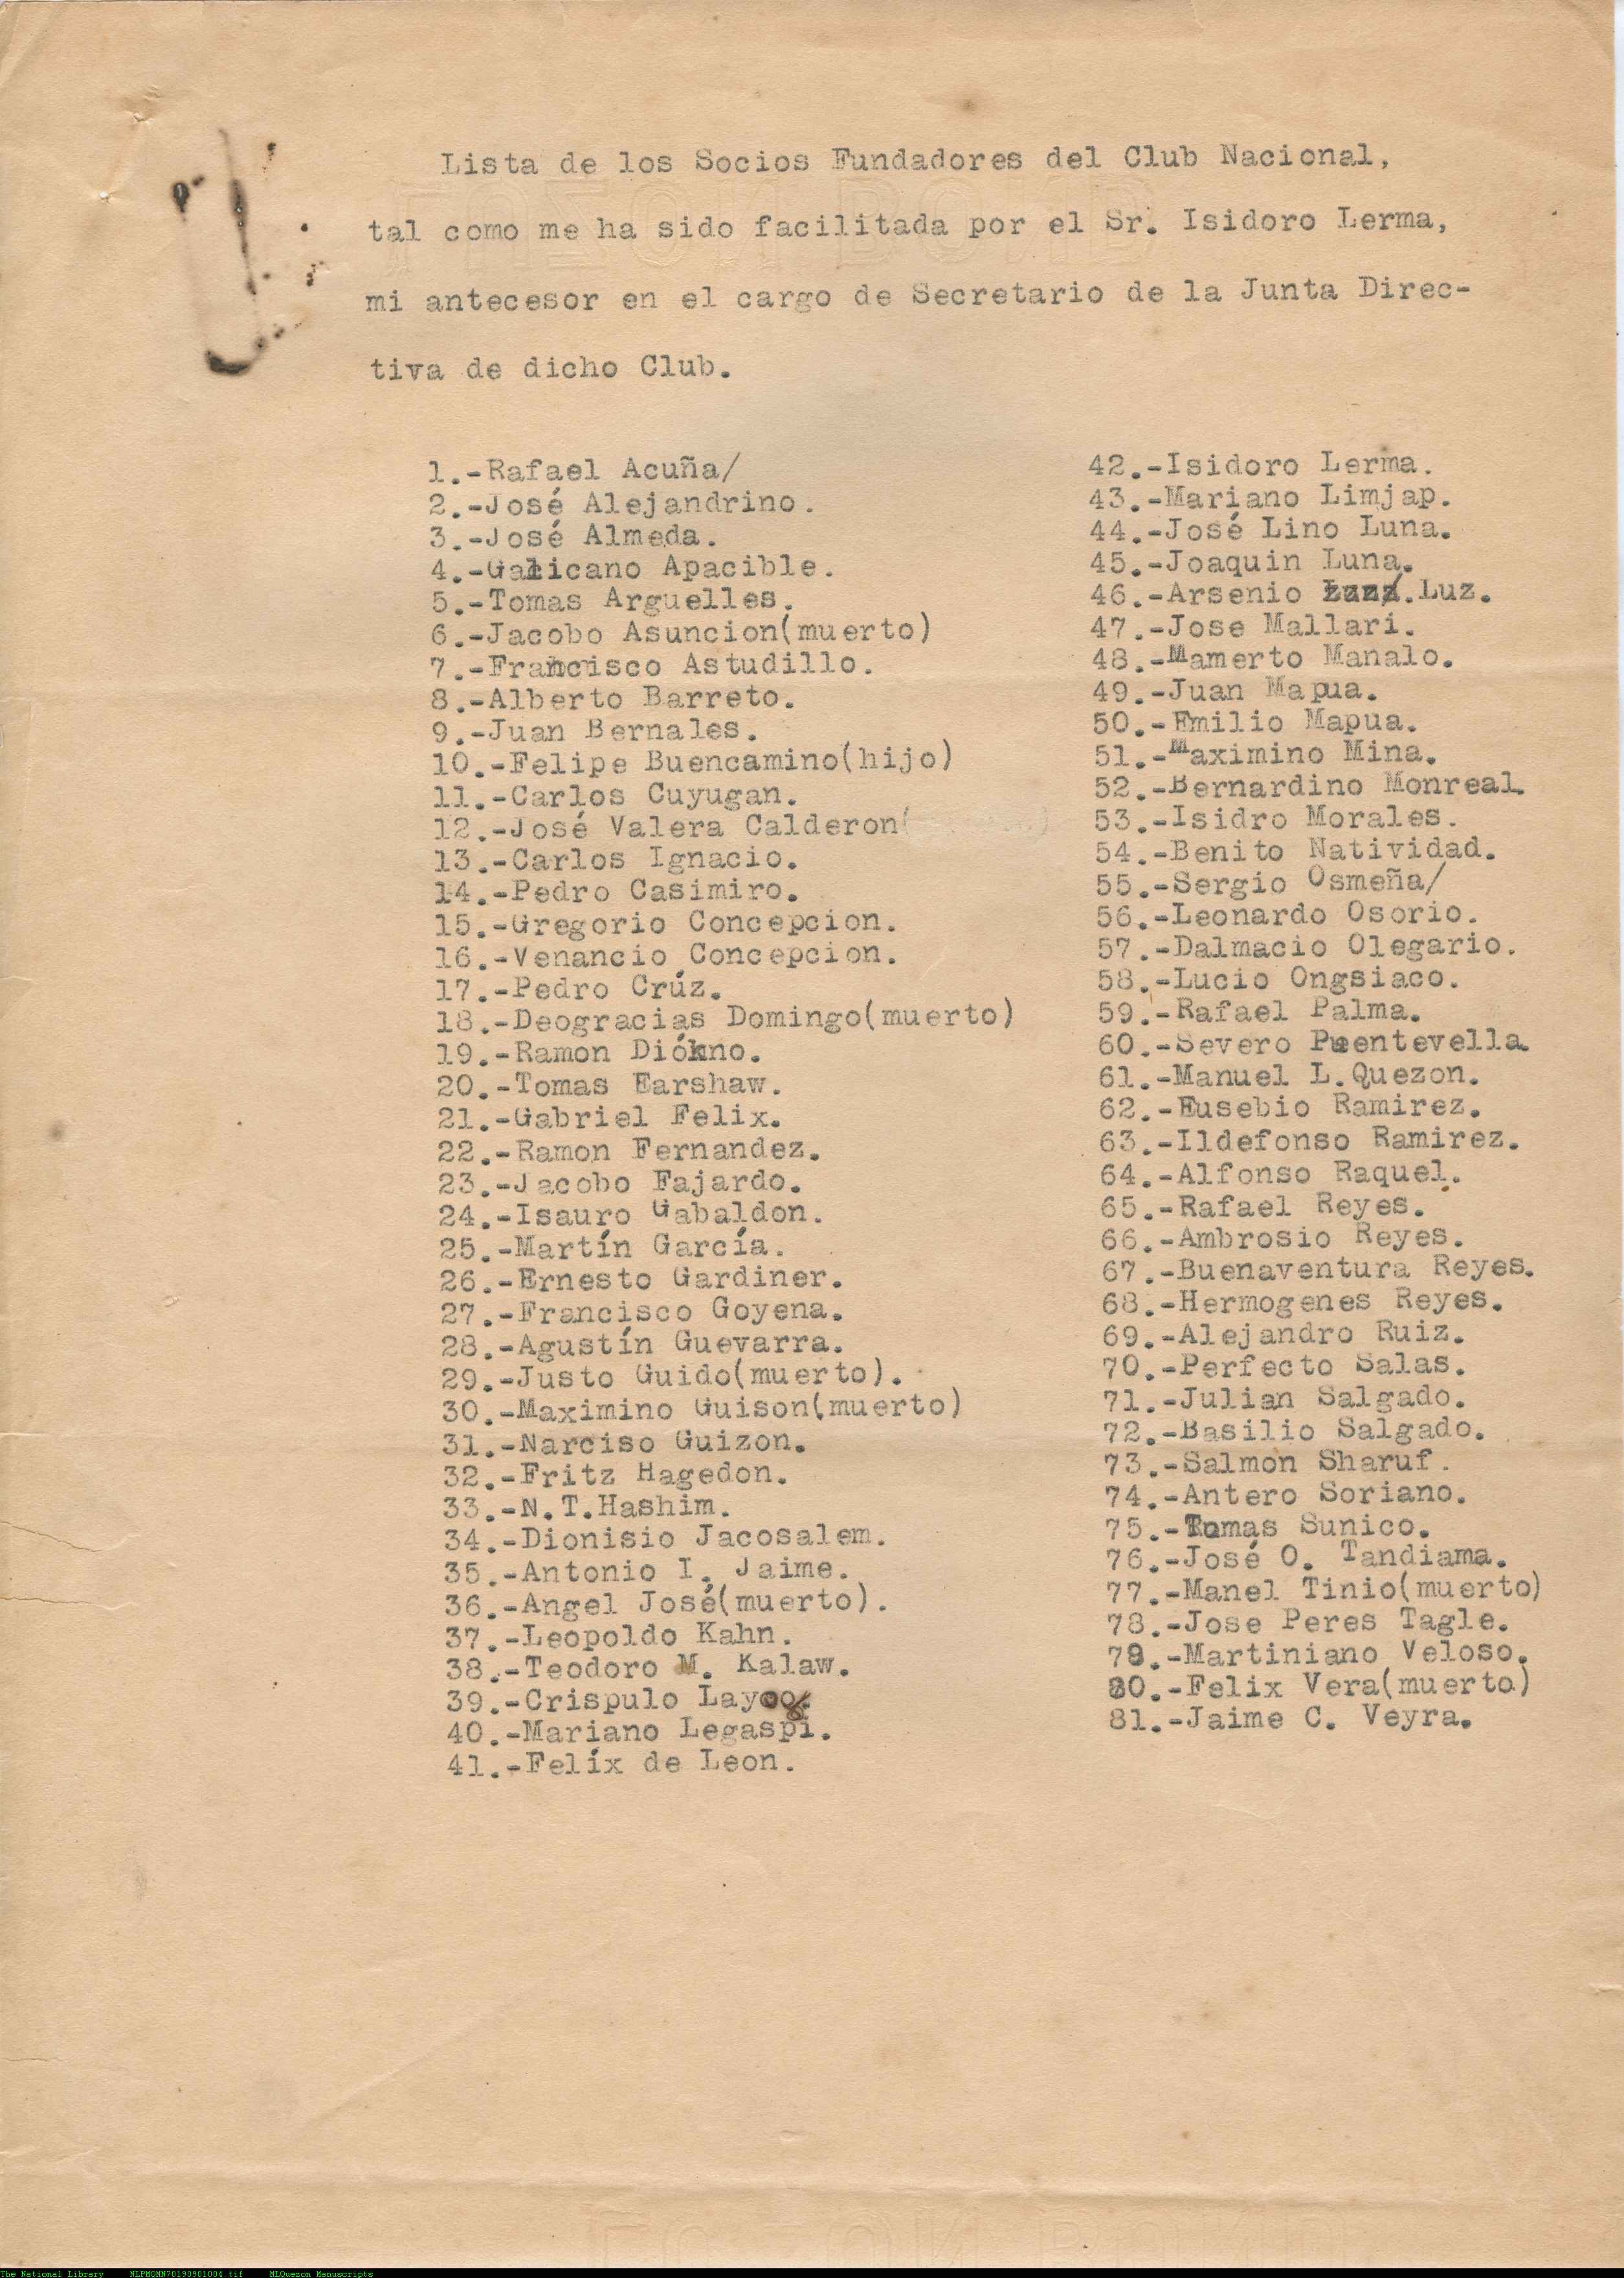 Lista de los Socios Fundadores del Club Nacional,
tal como me ha sido facilitada por el Sr. Isidoro Lerma,
mi antecesor en el cargo de Secretario de la Junta Direc-
tiva de dicho Club.
1.-Rafael Acuña/
2.-José Alejandrino.
3.-José Almeda.
4.-Galicano Apacible.
5.-Tomas Arguelles.
6.-Jacobo Asuncion(muerto)
7.-Francisco Astudillo.
8.-Alberto Barreto.
9.-Juan Bernales.
10.-Felipe Buencamino(hijo)
11.-Carlos Cuyugan.
12.-José Valera Calderon
13.-Carlos Ignacio.
14.-Pedro Casimiro.
15.-Gregorio Concepcion.
16.-Venancio Concepcion.
17.-Pedro Crúz.
18.-Deogracias Domingo(muerto)
19.-Ramon Diókno.
20.-Tomas Earshaw.
21.-Gabriel Felix.
22.-Ramon Fernandez.
23.-Jacobo Fajardo.
24.-Isauro Gabaldon.
25.-Martín García.
26.-Ernesto Gardiner.
27.-Francisco Goyena.
28.-Agustín Guevarra.
29.-Justo Guido(muerto).
30.-Maximino Guison(muerto)
31.-Narciso Guizon.
32.-Fritz Hagedon.
33.-N.T.Hashim.
34.-Dionisio Jacosalem.
35.-Antonio I. Jaime.
36.-Angel José(muerto).
37.-Leopoldo Kahn.
38.-Teodoro M. Kalaw.
39.-Crispulo
40.-Mariano Legaspi.
41.-Felíx de Leon.
42.-Isidoro Lerma.
43.-Mariano Limjap.
44.-José Lino Luna.
45.-Joaquin Luna.
46.-Arsenio Luz.
47.-Jose Mallari.
48.-Mamerto Manalo.
49.-Juan Mapua.
50.-Emilio Mapua.
51.-Maximino Mina.
52.-Bernardino Monreal.
53.-Isidro Morales.
54.-Benito Natividad.
55.-Sergio Osmeña/
56.-Leonardo Osorio.
57.-Dalmacio Olegario.
58.-Lucio Ongsiaco.
59.-Rafael Palma.
60.-Severo Puentevella.
61.-Manuel L.Quezon.
62.-Eusebio Ramirez.
63.-Ildefonso Ramirez.
64.-Alfonso Raquel.
65.-Rafael Reyes.
66.-Ambrosio Reyes.
67.-Buenaventura Reyes.
68.-Hermogenes Reyes.
69.-Alejandro Ruiz.
70.-Perfecto Salas.
71.-Julian Salgado.
72.-Basilio Salgado.
73.-Salmon Sharuf.
74.-Antero Soriano.
75.-Tomas Sunico.
76.-José O. Tandiama.
77.-Manel Tinio(muerto)
78.-Jose Peres Tagle.
79.-Martiniano Veloso.
80.-Felix Vera(muerto)
81.-Jaime C. Veyra.
The National Library NLPMQMN70190901004.tif MLQuezon Manuscripts